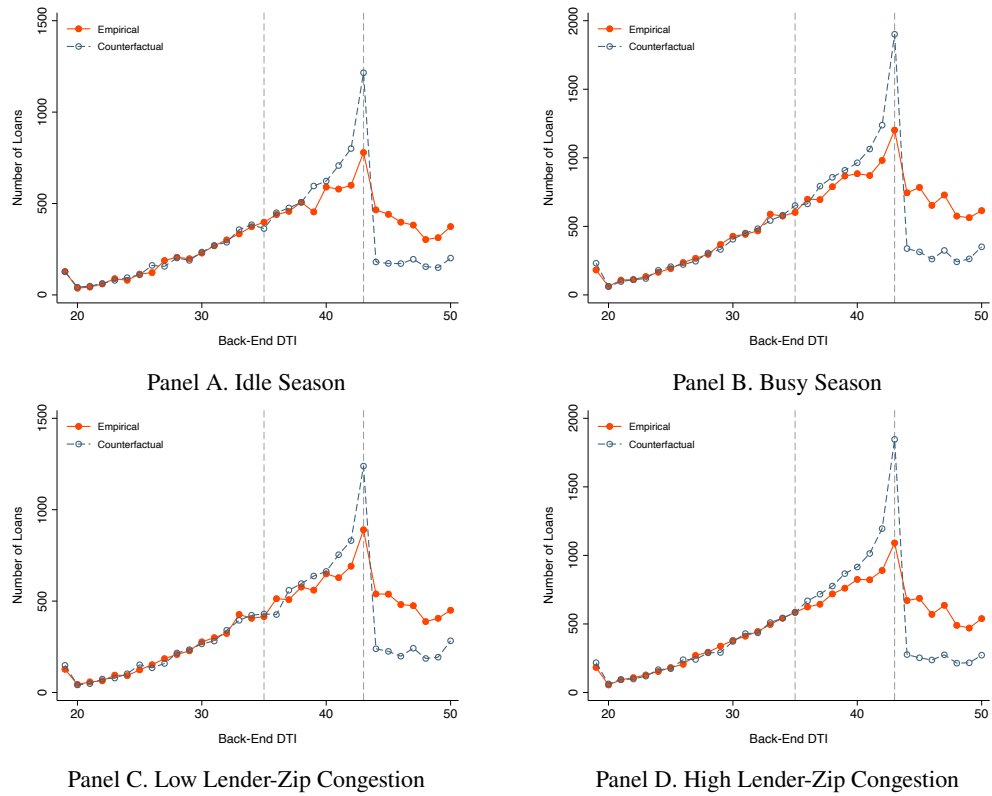 1500
1000
500
0
Number of Loans
Empirical
Counterfactual
20 30 40 50
Back-End DTI
Panel A. Idle Season
2000
1500
1000
500
0
Number of Loans
Empirical
Counterfactual
20 30 40 50
Back-End DTI
Panel B. Busy Season
1500
1000
500
0
Number of Loans
Empirical
Counterfactual
20 30 40 50
Back-End DTI
Panel C. Low Lender-Zip Congestion
2000
1500
1000
500
0
Number of Loans
Empirical
Counterfactual
20 30 40 50
Back-End DTI
Panel D. High Lender-Zip Congestion